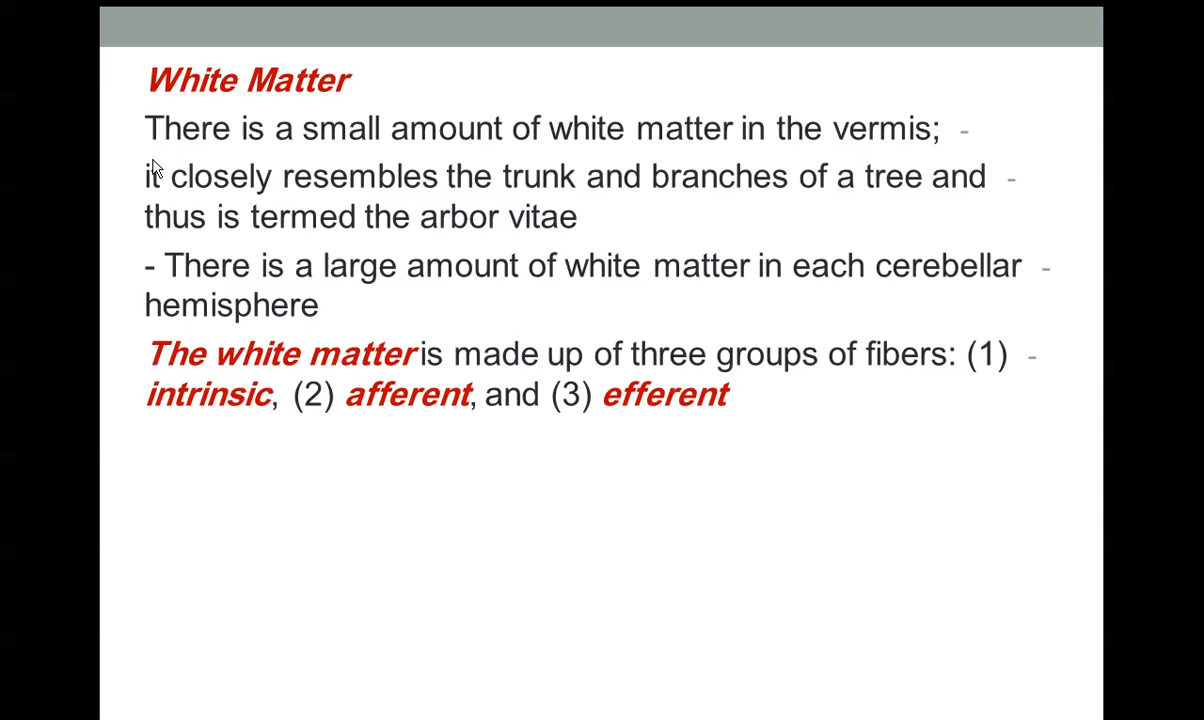 White Matter
There is a small amount of white matter in the vermis; -
it closely resembles the trunk and branches of a tree and -
thus is termed the arbor vitae
- There is a large amount of white matter in each cerebellar -
hemisphere
The white matter is made up of three groups of fibers: (1) -
intrinsic, (2) afferent, and (3) efferent